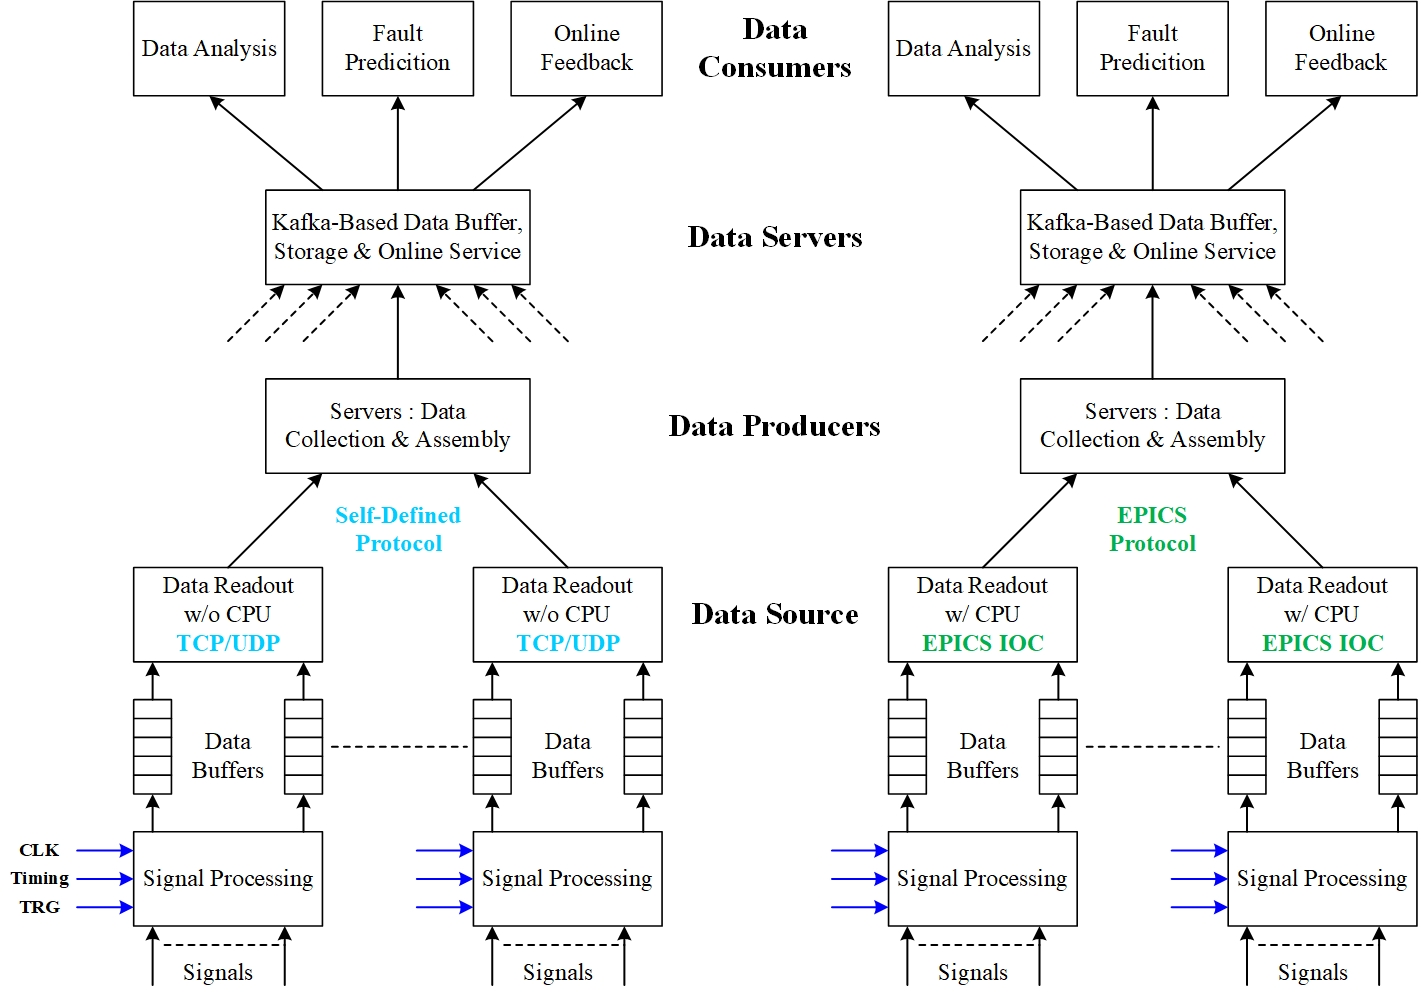 Data Analysis
Fault
Predicition
Online
Feedback
Data
Consumers
Data Analysis
Fault
Predicition
Online
Feedback
Kafka-Based Data Buffer,
Storage & Online Service
Data Servers
Kafka-Based Data Buffer,
Storage & Online Service
Servers : Data
Collection & Assembly
Data Producers
Servers : Data
Collection & Assembly
Self-Defined
Protocol
EPICS
Protocol
Data Readout
w/o CPU
TCP/UDP
Data Readout
w/o CPU
TCP/UDP
Data Source
Data Readout
w/ CPU
EPICS IOC
Data Readout
w/ CPU
EPICS IOC
Data
Buffers
Data
Buffers
Data
Buffers
Data
Buffers
CLK
Timing
TRG
Signal Processing
Signal Processing
Signal Processing
Signal Processing
Signals
Signals
Signals
Signals